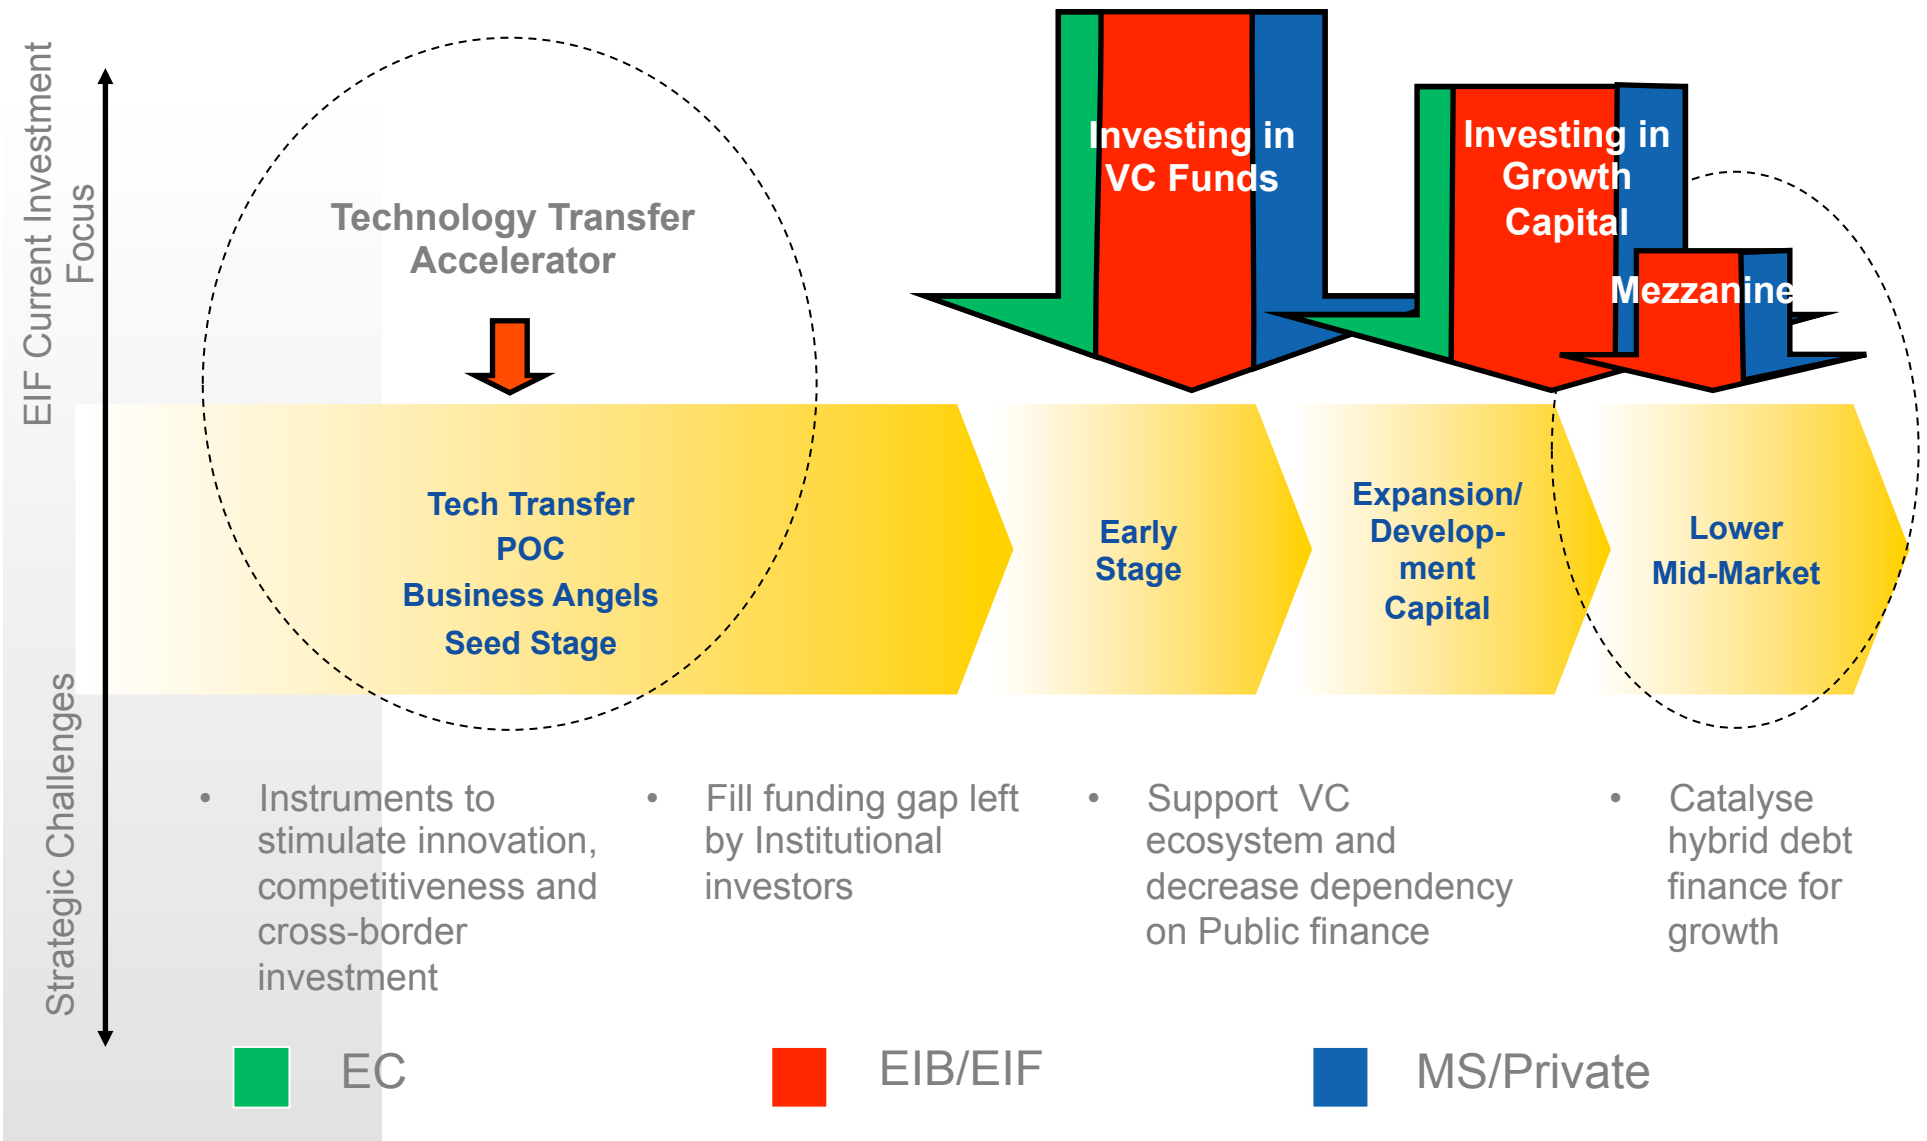 EIF Current Investment
Focus
Strategic Challenges
Technology Transfer
Accelerator
Investing in
VC Funds
Investing in
Growth
Capital
Mezzanine
Tech Transfer
POC
Business Angels
Seed Stage
Early
Stage
Expansion/
Develop-
ment
Capital
Lower
Mid-Market
• Instruments to
stimulate innovation,
competitiveness and
cross-border
investment
• Fill funding gap left
by Institutional
investors
• Support VC
ecosystem and
decrease dependency
on Public finance
• Catalyse
hybrid debt
finance for
growth
EC
EIB/EIF
MS/Private